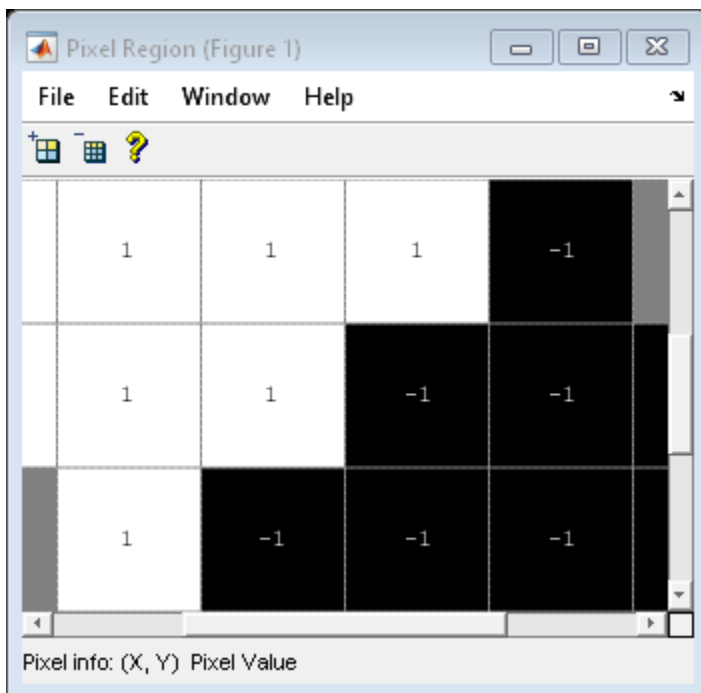 Pixel Region (Figure 1)
File Edit Window Help
1 1 1 -1
1 1 -1 -1
1 -1 -1 -1
Pixel info: (X, Y) Pixel Value